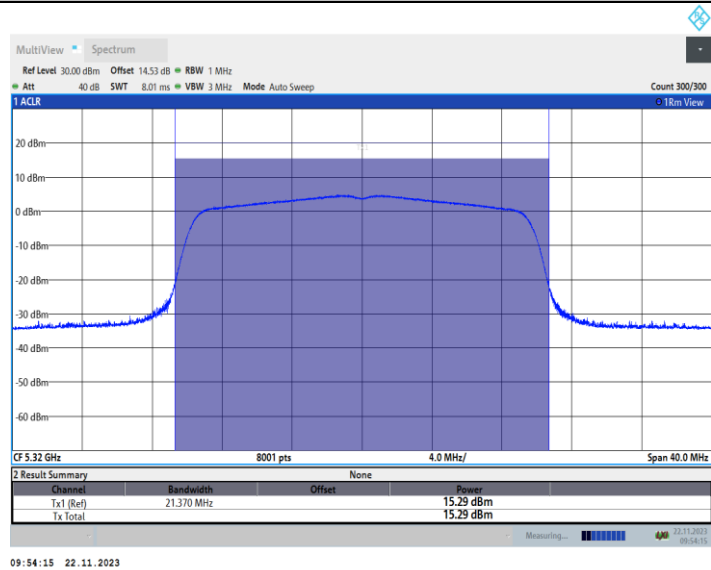 MultiView Spectrum
Ref Level 30.00 dBm Offset 14.53 dB RBW 1 MHz
Att 40 dB SWT 8.01 ms VBW 3 MHz Mode Auto Sweep Count 300/300
1 ACLR 1Rm View
20 dBm
10 dBm
0 dBm
-10 dBm
-20 dBm
-30 dBm
-40 dBm
-50 dBm
-60 dBm
CF 5.32 GHz 8001 pts 4.0 MHz/ Span 40.0 MHz
2 Result Summary None
Channel Bandwidth Offset Power
Tx1 (Ref) 21.370 MHz 15.29 dBm
Tx Total 15.29 dBm
Measuring... 22.11.2023
09:54:15
09:54:15 22.11.2023